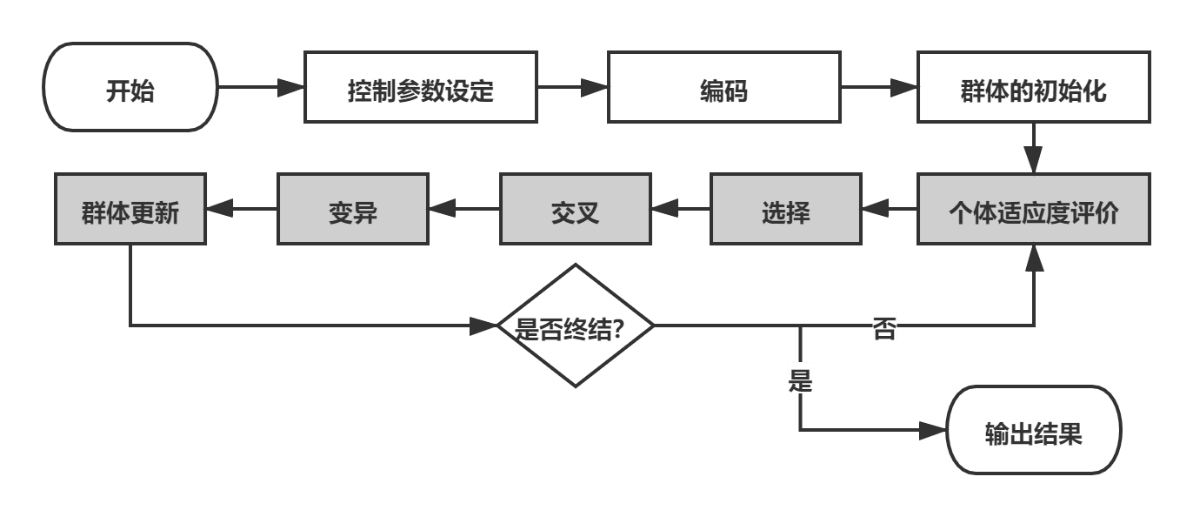 开始
控制参数设定
编码
群体的初始化
群体更新
变异
交叉
选择
个体适应度评价
是否终结?
否
是
输出结果